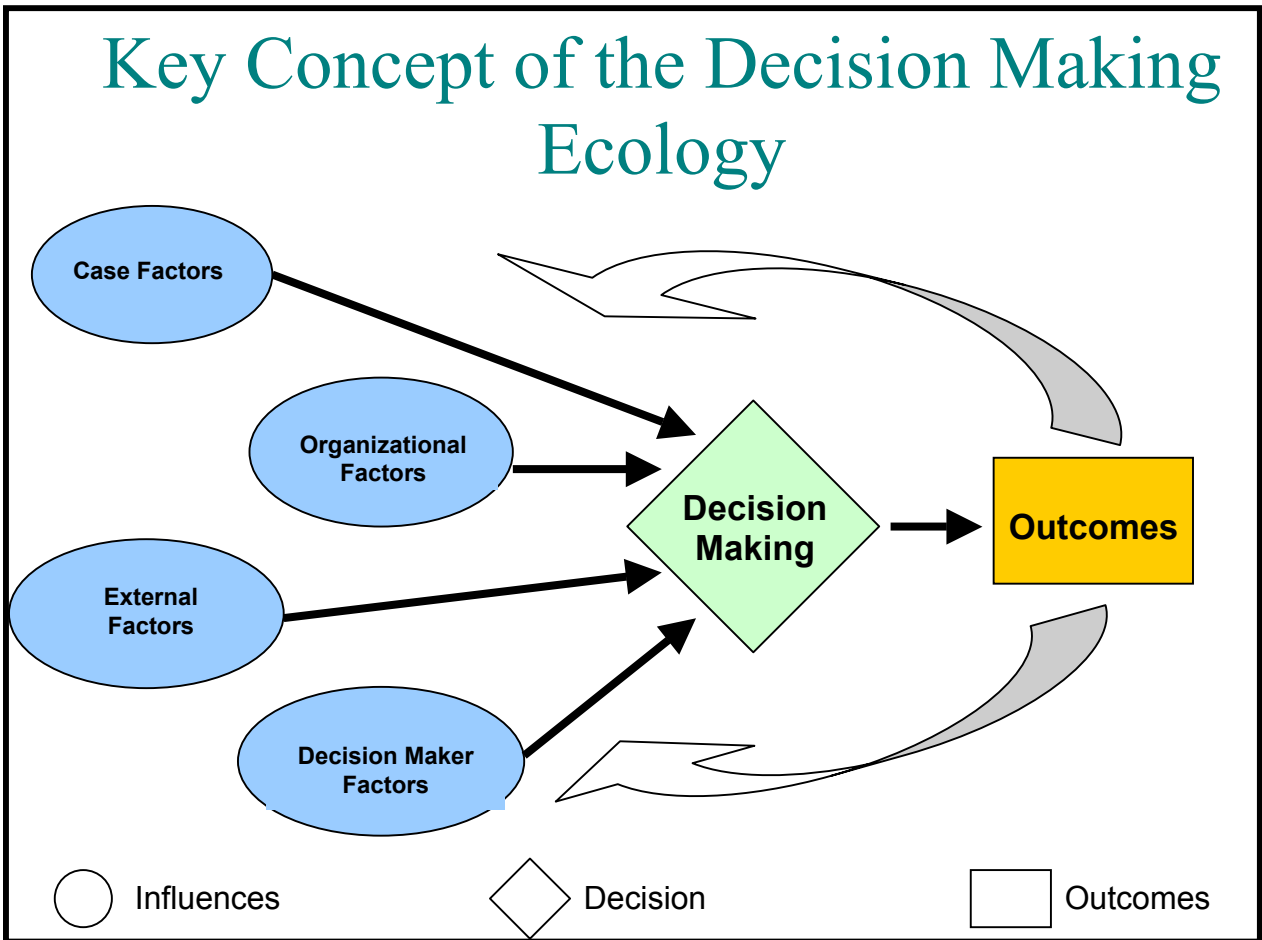 Key Concept of the Decision Making
Ecology
Case Factors
Organizational
Factors
External
Factors
Decision Maker
Factors
Decision
Making
Outcomes
Influences
Decision
Outcomes